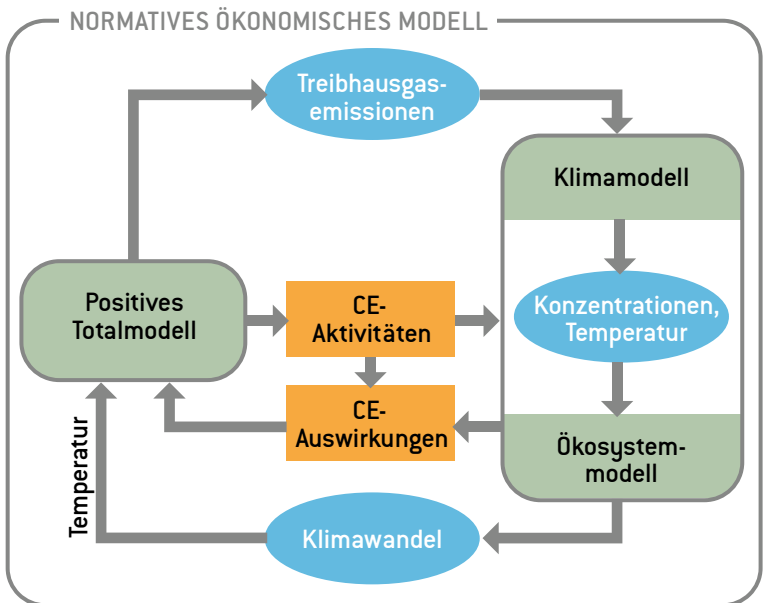 NORMATIVES ÖKONOMISCHES MODELL
Treibhausgas-
emissionen
Klimamodell
Positives
Totalmodell
CE-
Aktivitäten
Konzentrationen,
Temperatur
CE-
Auswirkungen
Ökosystem-
modell
Temperatur
Klimawandel